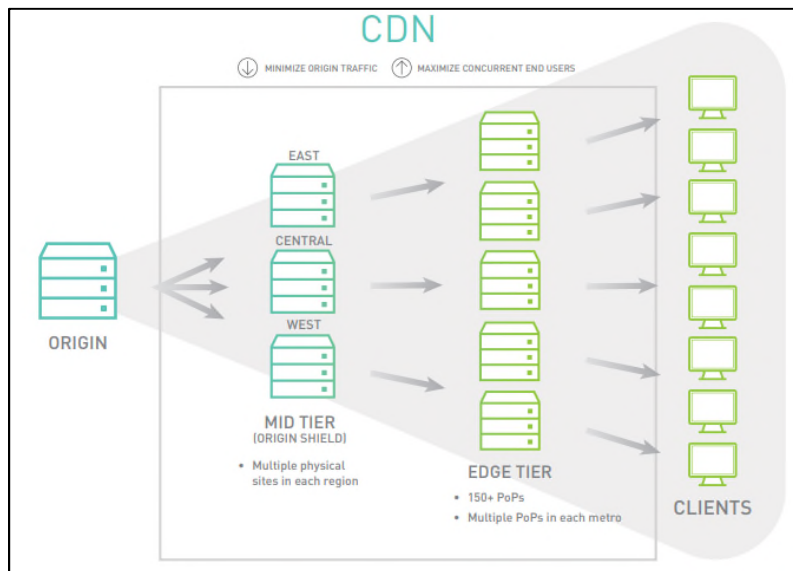 CDN
MINIMIZE ORIGIN TRAFFIC
MAXIMIZE CONCURRENT END USERS
EAST
CENTRAL
WEST
ORIGIN
MID TIER
(ORIGIN SHIELD)
• Multiple physical
sites in each region
EDGE TIER
• 150+ PoPs
• Multiple PoPs in each metro
CLIENTS